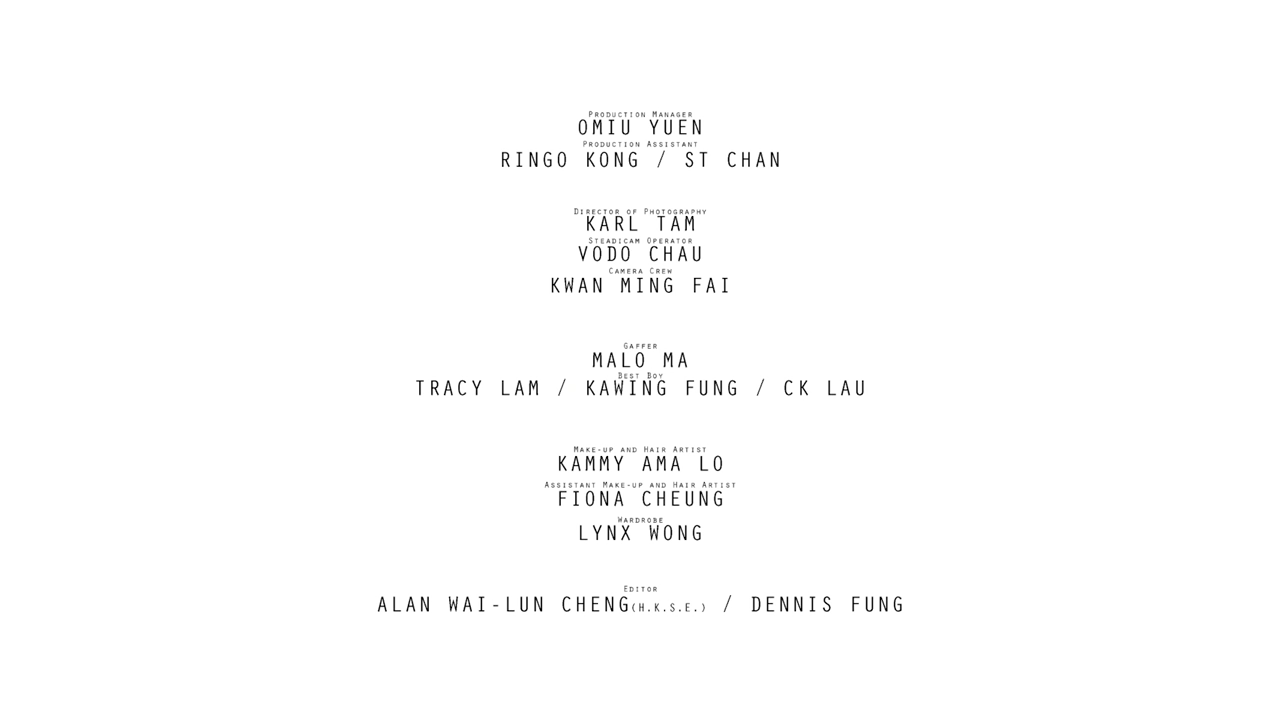 Production Manager
OMIU YUEN
Production Assistant
RINGO KONG / ST CHAN
Director of Photography
KARL TAM
Steadicam Operator
VODO CHAU
Camera Crew
KWAN MING FAI
Gaffer
MALO MA
Best Boy
TRACY LAM / KAWING FUNG / CK LAU
Make-up and Hair Artist
KAMMY AMA LO
Assistant Make-up and Hair Artist
FIONA CHEUNG
Wardrobe
LYNX WONG
Editor
ALAN WAI-LUN CHENG(H.K.S.E.) / DENNIS FUNG